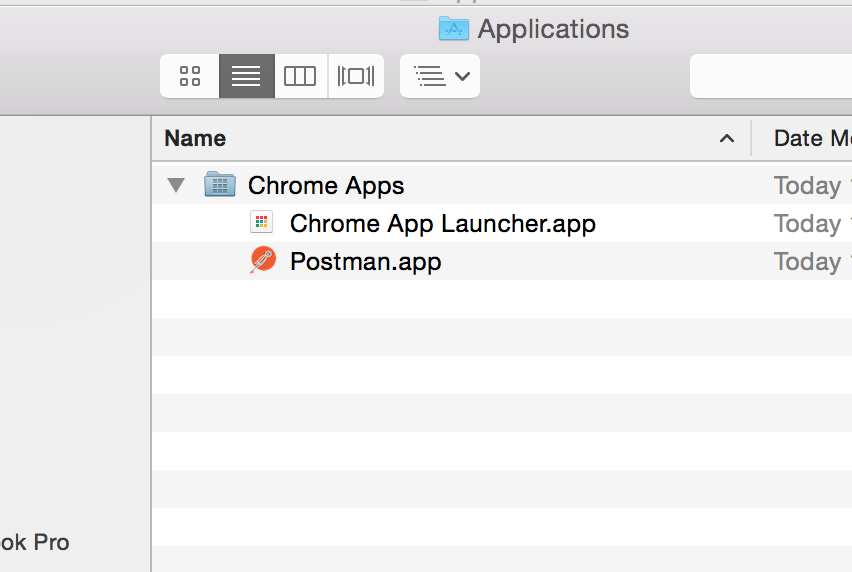 Applications
Name Date M
Chrome Apps Today
Chrome App Launcher.app Today
Postman.app Today
ok Pro